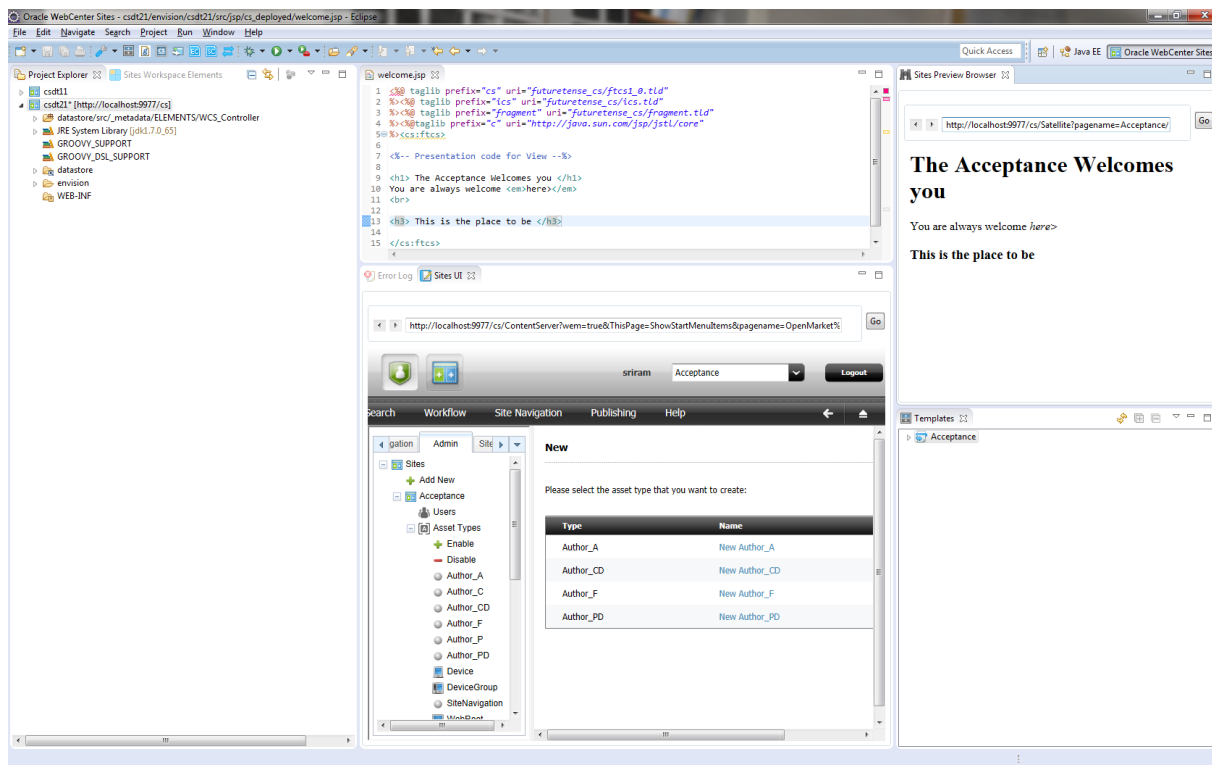 Oracle WebCenter Sites - csdt21/envision/csdt21/src/jsp/cs_deployed/welcome.jsp - Eclipse
File Edit Navigate Search Project Run Window Help
Quick Access
Java EE
Oracle WebCenter Sites
Project Explorer
Sites Workspace Elements
csdt11
csdt21* [http://localhost:9977/cs]
datastore/src/_metadata/ELEMENTS/WCS_Controller
JRE System Library [jdk1.7.0_65]
GROOVY_SUPPORT
GROOVY_DSL_SUPPORT
datastore
envision
WEB-INF
welcome.jsp
1 <%@ taglib prefix="cs" uri="futuretense_cs/ftcs1_0.tld"
2 %><%@ taglib prefix="ics" uri="futuretense_cs/ics.tld"
3 %><%@ taglib prefix="fragment" uri="futuretense_cs/fragment.tld"
4 %><%@taglib prefix="c" uri="http://java.sun.com/jsp/jstl/core"
5 %><cs:ftcs>
6
7 <%-- Presentation code for View --%>
8
9 <h1> The Acceptance Welcomes you </h1>
10 You are always welcome <em>here></em>
11 <br>
12
13 <h3> This is the place to be </h3>
14
15 </cs:ftcs>
Error Log
Sites UI
http://localhost:9977/cs/ContentServer?wem=true&ThisPage=ShowStartMenuItems&pagename=OpenMarket%
Go
sriram
Acceptance
Logout
Search Workflow Site Navigation Publishing Help
gation Admin Site
Sites
Add New
Acceptance
Users
Asset Types
Enable
Disable
Author_A
Author_C
Author_CD
Author_F
Author_P
Author_PD
Device
DeviceGroup
SiteNavigation
WebRoot
New
Please select the asset type that you want to create:
Type Name
Author_A New Author_A
Author_CD New Author_CD
Author_F New Author_F
Author_PD New Author_PD
Sites Preview Browser
http://localhost:9977/cs/Satellite?pagename=Acceptance/
Go
The Acceptance Welcomes
you
You are always welcome here>
This is the place to be
Templates
Acceptance